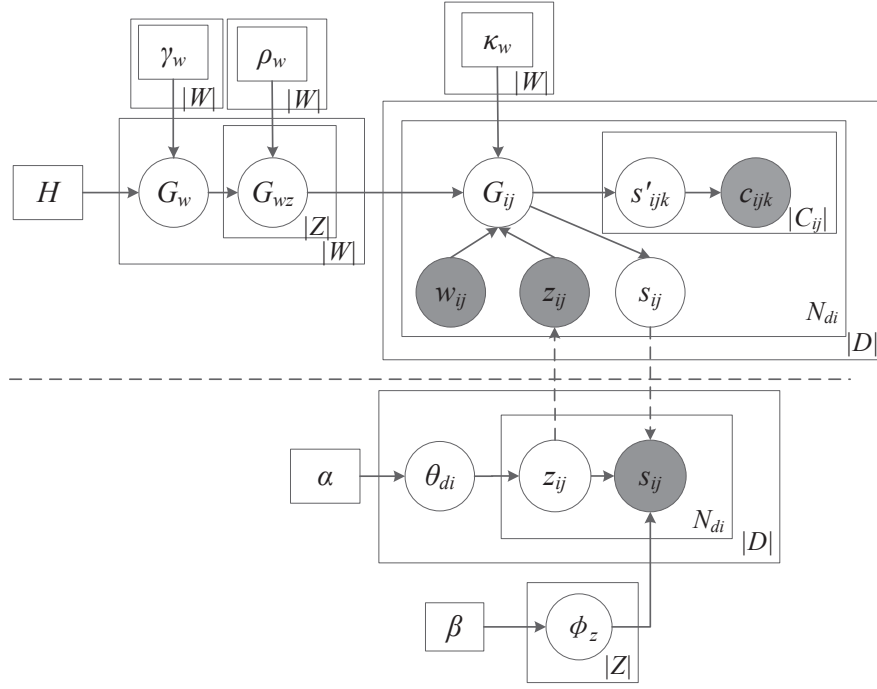 γw
ρw
κw
|W|
|W|
|W|
H
Gw
Gwz
Gij
s'ijk
cijk
|Z|
|Cij|
|W|
wij
zij
sij
Ndi
|D|
α
θdi
zij
sij
Ndi
|D|
β
ϕz
|Z|